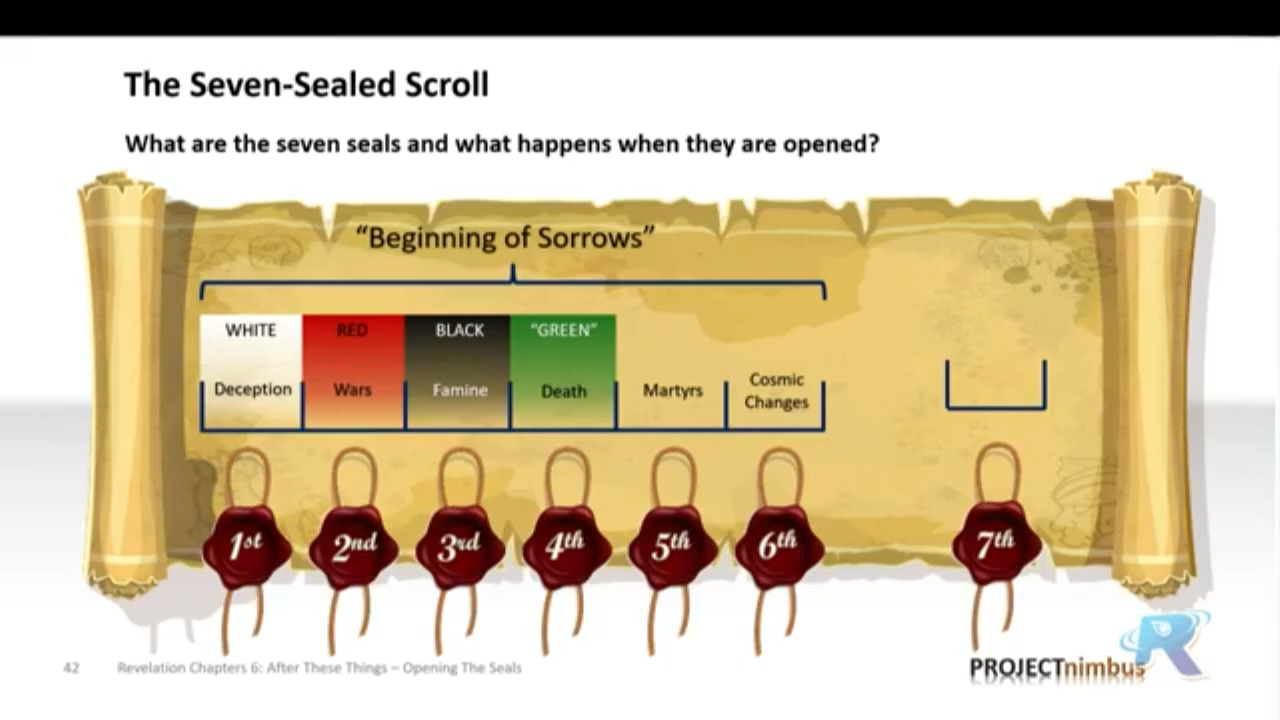 The Seven-Sealed Scroll
What are the seven seals and what happens when they are opened?
“Beginning of Sorrows”
WHITE RED BLACK “GREEN”
Deception Wars Famine Death Martyrs Cosmic Changes
1st 2nd 3rd 4th 5th 6th 7th
42 Revelation Chapters 6: After These Things – Opening The Seals
PROJECTnimbus
R